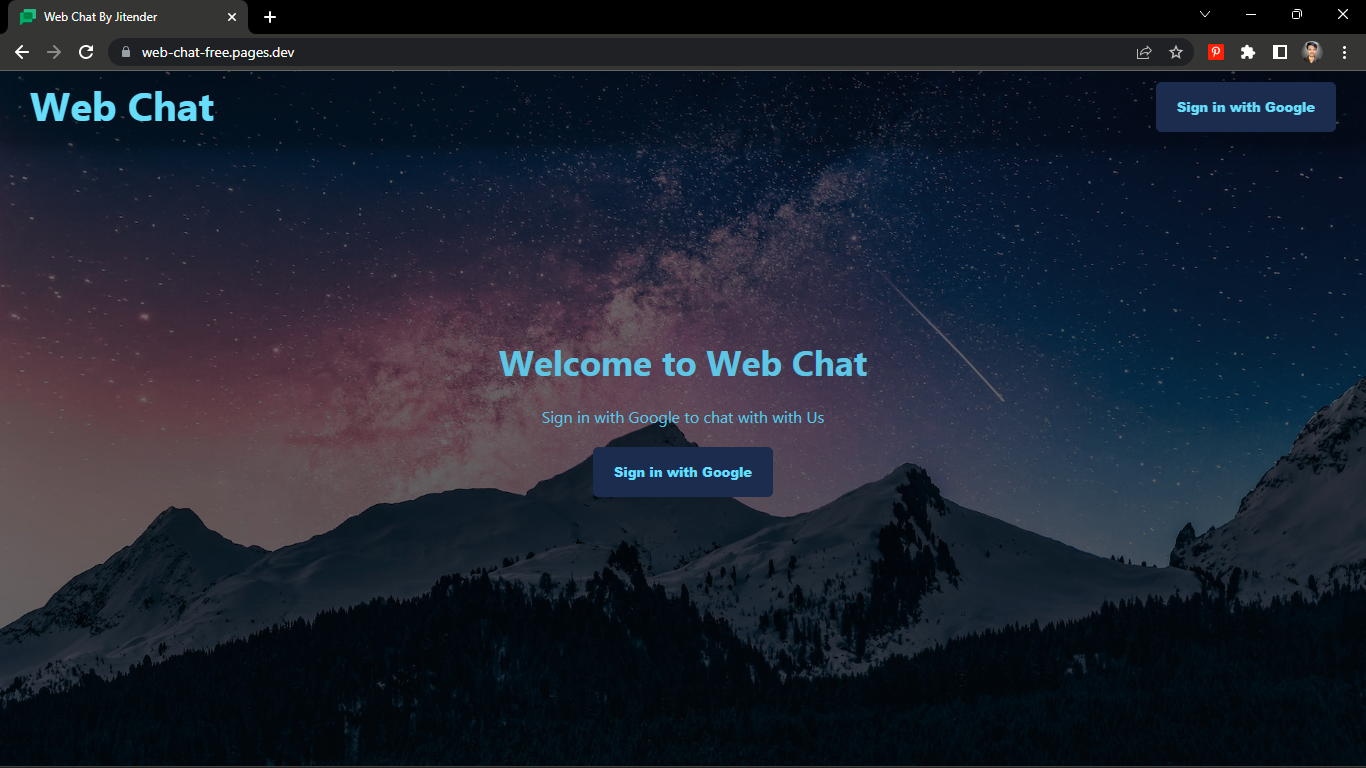 Web Chat By Jitender
web-chat-free.pages.dev
Web Chat
Sign in with Google
Welcome to Web Chat
Sign in with Google to chat with with Us
Sign in with Google